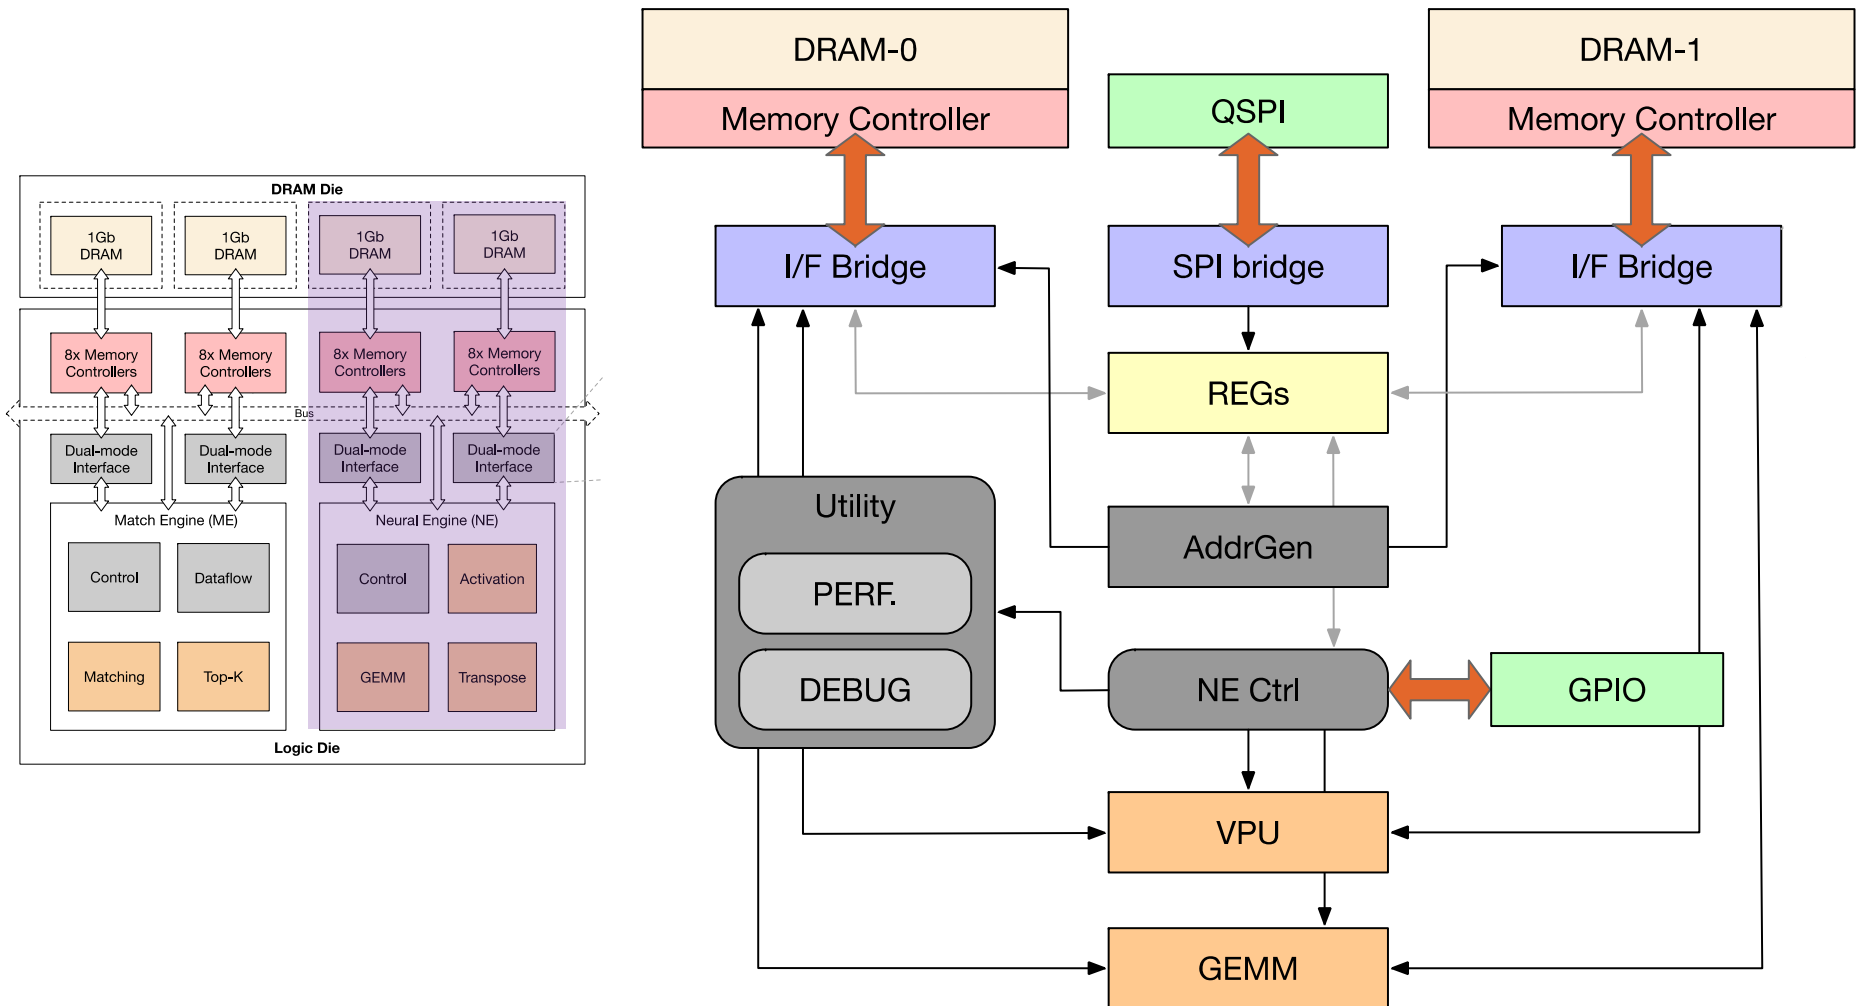 DRAM Die
1Gb
DRAM
1Gb
DRAM
1Gb
DRAM
1Gb
DRAM
8x Memory
Controllers
8x Memory
Controllers
8x Memory
Controllers
8x Memory
Controllers
Bus
Dual-mode
Interface
Dual-mode
Interface
Dual-mode
Interface
Dual-mode
Interface
Match Engine (ME)
Control
Dataflow
Matching
Top-K
Neural Engine (NE)
Control
Activation
GEMM
Transpose
Logic Die
DRAM-0
Memory Controller
QSPI
DRAM-1
Memory Controller
I/F Bridge
SPI bridge
I/F Bridge
REGs
Utility
PERF.
DEBUG
AddrGen
NE Ctrl
GPIO
VPU
GEMM